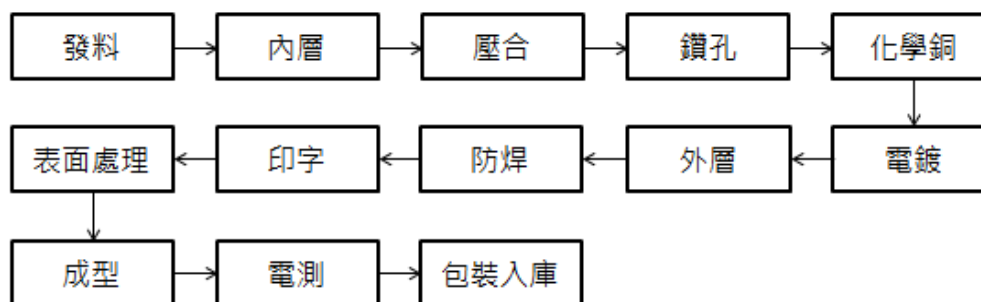 發料
內層
壓合
鑽孔
化學銅
電鍍
外層
防焊
印字
表面處理
成型
電測
包裝入庫